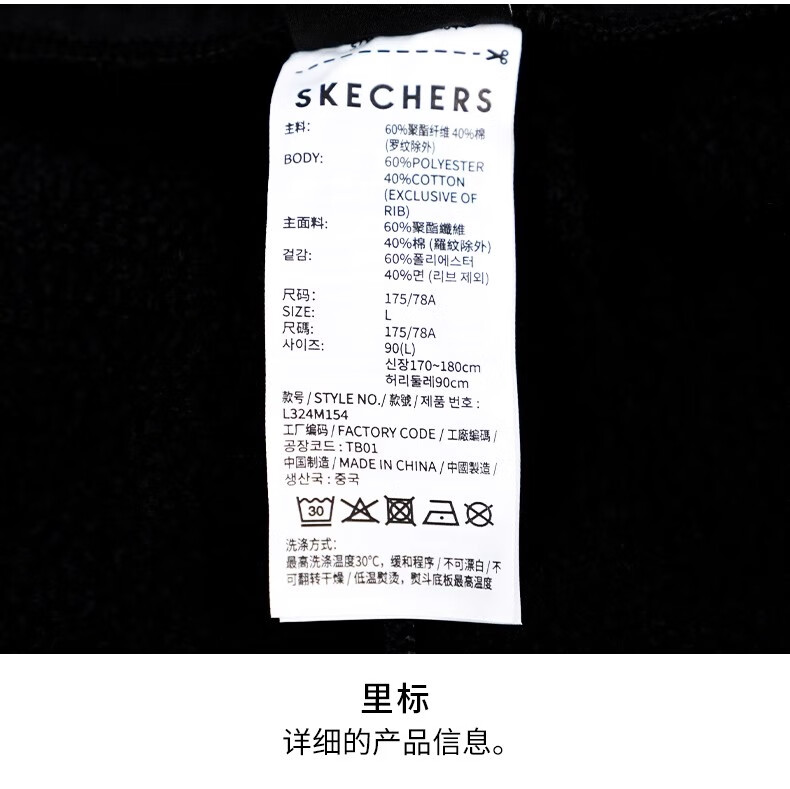 SKECHERS
主料: 60%聚酯纤维 40%棉
(罗纹除外)
BODY: 60%POLYESTER
40%COTTON
(EXCLUSIVE OF
RIB)
主面料: 60%聚酯纖維
40%棉 (羅紋除外)
겉감: 60%폴리에스터
40%면 (리브 제외)
尺码: 175/78A
SIZE: L
尺碼: 175/78A
사이즈: 90(L)
신장170~180cm
허리둘레90cm
款号 / STYLE NO./ 款號 / 제품 번호 :
L324M154
工厂编码 / FACTORY CODE / 工廠編碼 /
공장코드 : TB01
中国制造 / MADE IN CHINA / 中國製造 /
생산국 : 중국
30
洗涤方式:
最高洗涤温度30℃，缓和程序 / 不可漂白 / 不
可翻转干燥 / 低温熨烫，熨斗底板最高温度
里标
详细的产品信息。